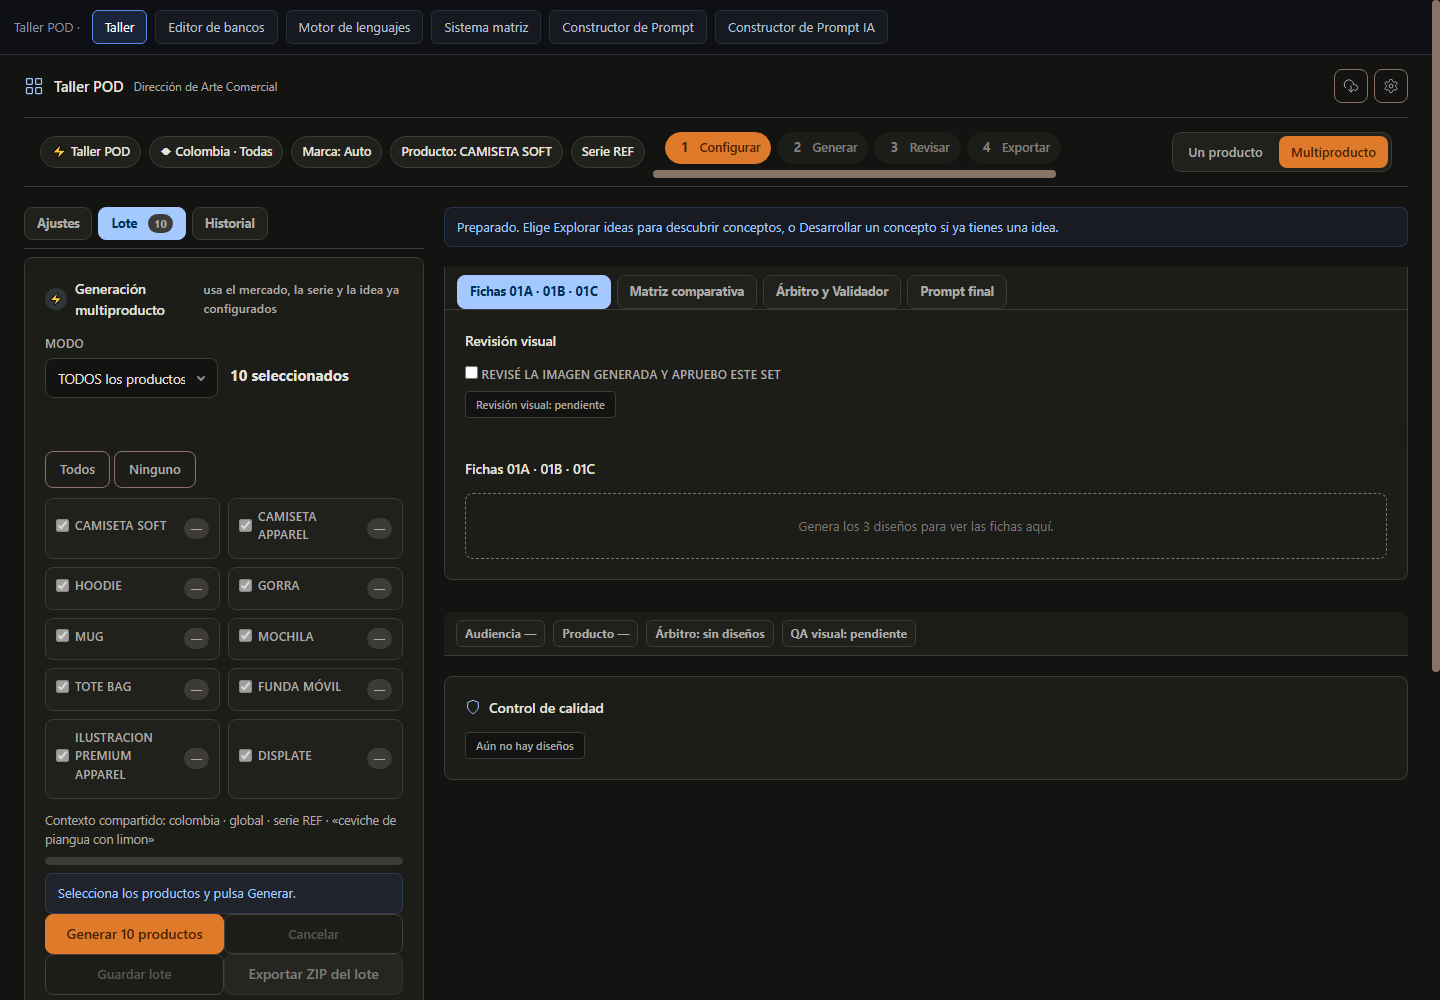 Taller POD ·
Taller
Editor de bancos
Motor de lenguajes
Sistema matriz
Constructor de Prompt
Constructor de Prompt IA
Taller POD
Dirección de Arte Comercial
Taller POD
Colombia · Todas
Marca: Auto
Producto: CAMISETA SOFT
Serie REF
1 Configurar
2 Generar
3 Revisar
4 Exportar
Un producto
Multiproducto
Ajustes
Lote 10
Historial
Generación
multiproducto
usa el mercado, la serie y la idea ya
configurados
MODO
TODOS los productos
10 seleccionados
Todos
Ninguno
CAMISETA SOFT —
CAMISETA
APPAREL —
HOODIE —
GORRA —
MUG —
MOCHILA —
TOTE BAG —
FUNDA MÓVIL —
ILUSTRACION
PREMIUM
APPAREL —
DISPLATE —
Contexto compartido: colombia · global · serie REF · «ceviche de
piangua con limon»
Selecciona los productos y pulsa Generar.
Generar 10 productos
Cancelar
Guardar lote
Exportar ZIP del lote
Preparado. Elige Explorar ideas para descubrir conceptos, o Desarrollar un concepto si ya tienes una idea.
Fichas 01A · 01B · 01C
Matriz comparativa
Árbitro y Validador
Prompt final
Revisión visual
REVISÉ LA IMAGEN GENERADA Y APRUEBO ESTE SET
Revisión visual: pendiente
Fichas 01A · 01B · 01C
Genera los 3 diseños para ver las fichas aquí.
Audiencia —
Producto —
Árbitro: sin diseños
QA visual: pendiente
Control de calidad
Aún no hay diseños